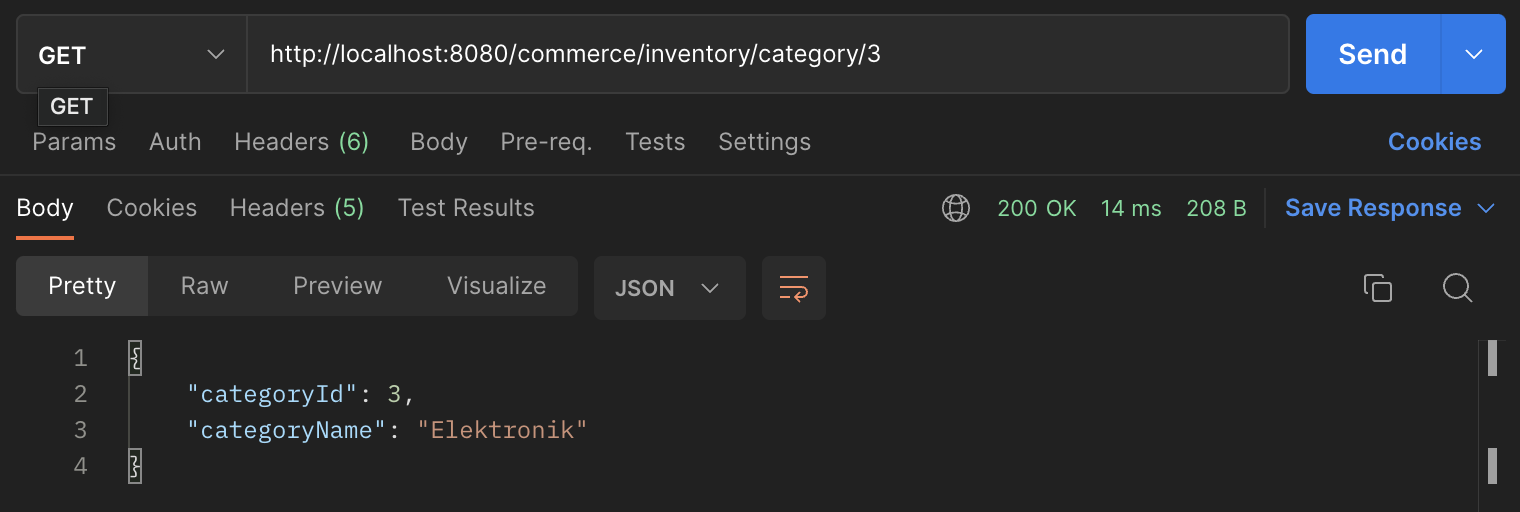 GET http://localhost:8080/commerce/inventory/category/3 Send
GET
Params Auth Headers (6) Body Pre-req. Tests Settings Cookies
Body Cookies Headers (5) Test Results 200 OK 14 ms 208 B Save Response
Pretty Raw Preview Visualize JSON
1 {
2 "categoryId": 3,
3 "categoryName": "Elektronik"
4 }